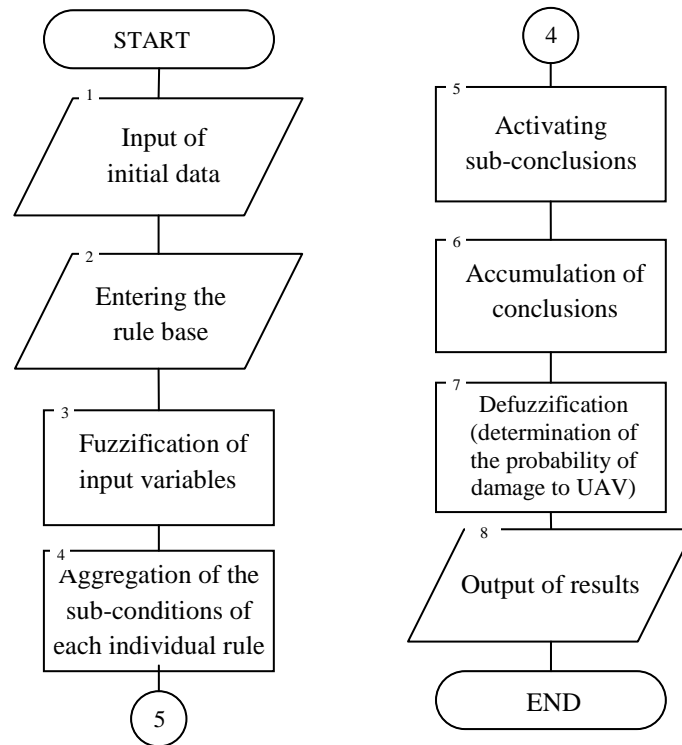 START
1
Input of
initial data
2
Entering the
rule base
3
Fuzzification of
input variables
4
Aggregation of the
sub-conditions of
each individual rule
5
4
5
Activating
sub-conclusions
6
Accumulation of
conclusions
7
Defuzzification
(determination of
the probability of
damage to UAV)
8
Output of results
END